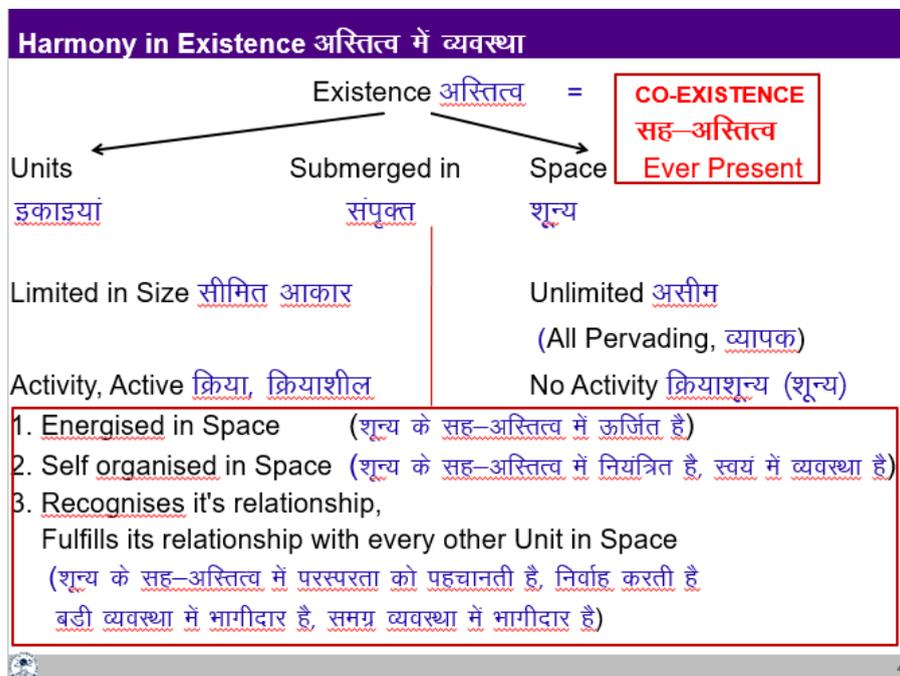 Harmony in Existence अस्तित्व में व्यवस्था
Existence अस्तित्व = CO-EXISTENCE
सह–अस्तित्व
Units Submerged in Space Ever Present
इकाइयां संपृक्त शून्य
Limited in Size सीमित आकार Unlimited असीम
(All Pervading, व्यापक)
Activity, Active क्रिया, क्रियाशील No Activity क्रियाशून्य (शून्य)
1. Energised in Space (शून्य के सह–अस्तित्व में ऊर्जित है)
2. Self organised in Space (शून्य के सह–अस्तित्व में नियंत्रित है, स्वयं में व्यवस्था है)
3. Recognises it's relationship,
Fulfills its relationship with every other Unit in Space
(शून्य के सह–अस्तित्व में परस्परता को पहचानती है, निर्वाह करती है
बडी व्यवस्था में भागीदार है, समग्र व्यवस्था में भागीदार है)